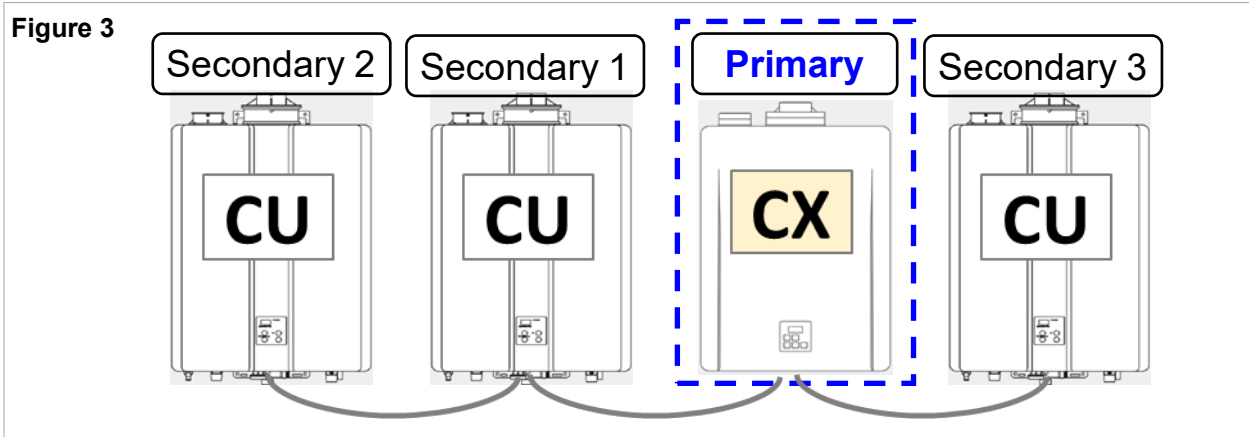 Figure 3
Secondary 2
Secondary 1
Primary
Secondary 3
CU
CU
CX
CU